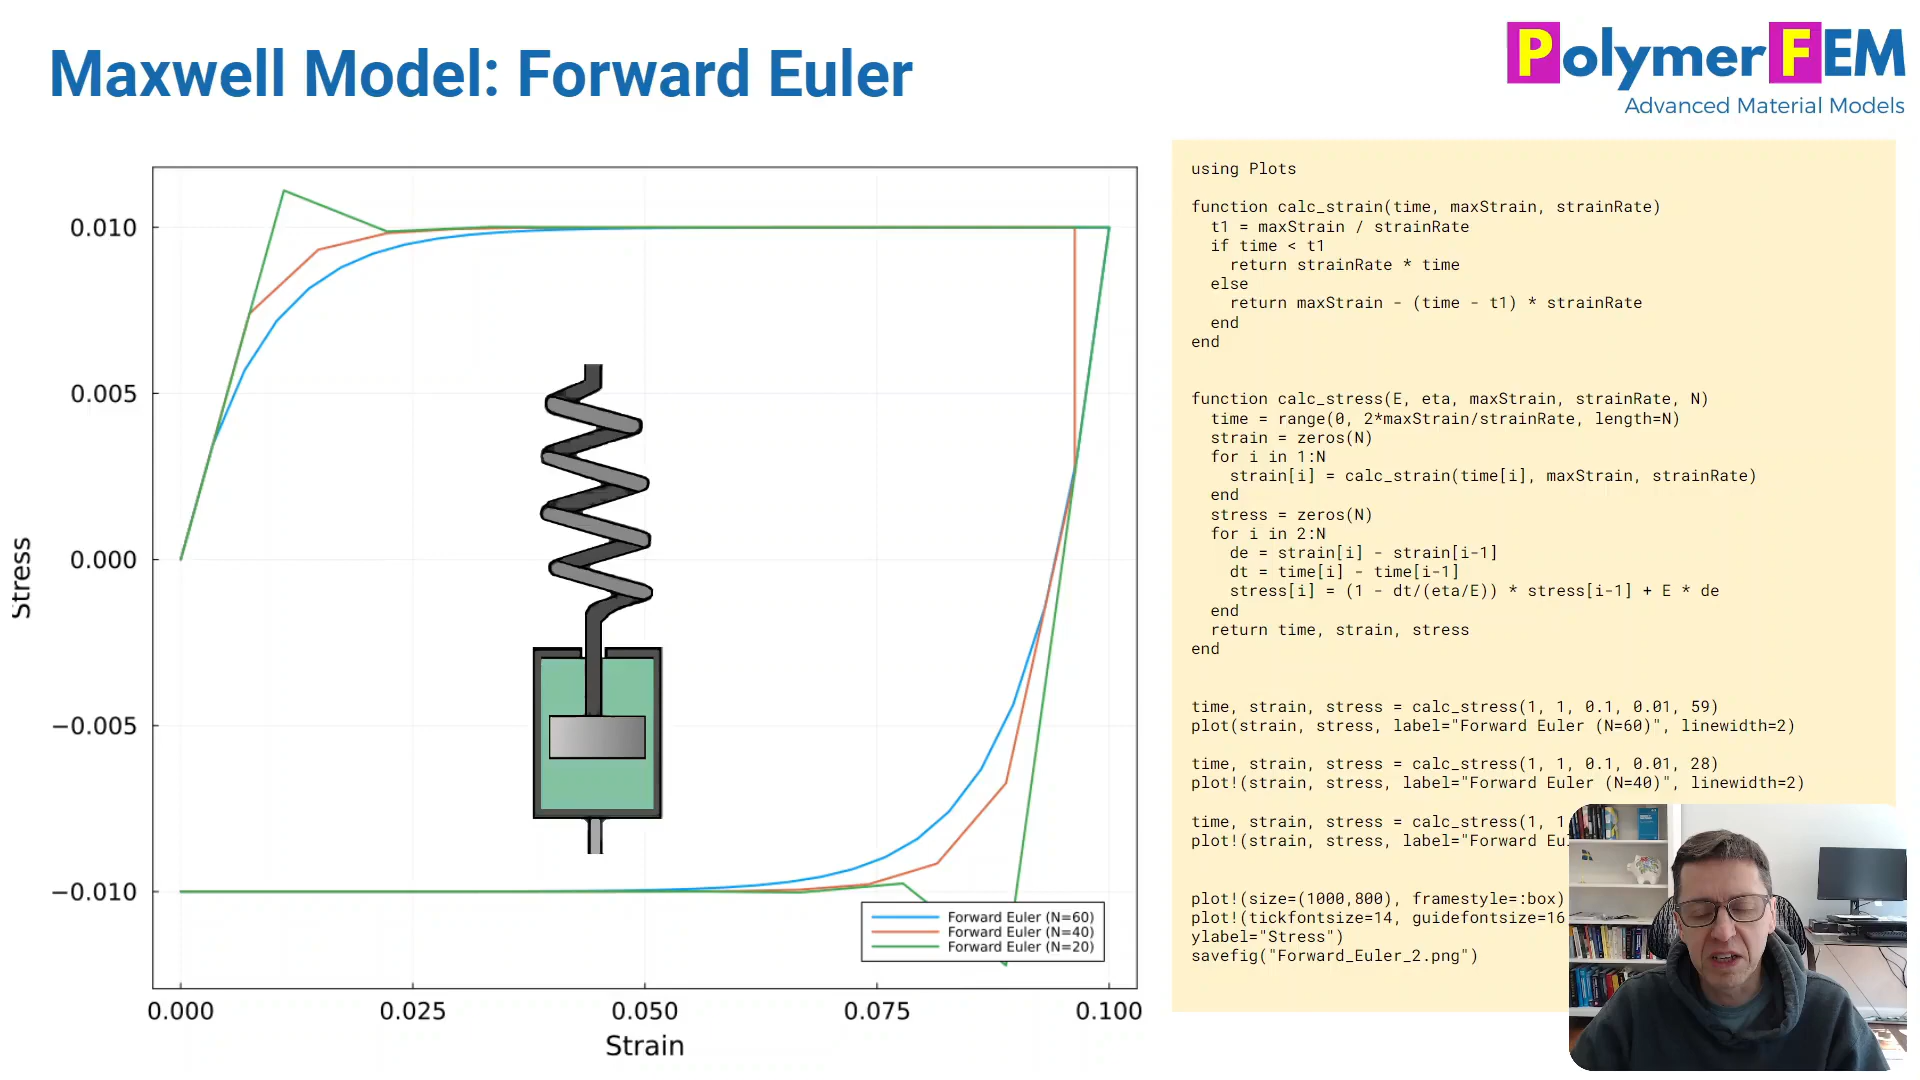 Maxwell Model: Forward Euler
PolymerFEM
Advanced Material Models
0.010
0.005
0.000
−0.005
−0.010
Stress
0.000 0.025 0.050 0.075 0.100
Strain
Forward Euler (N=60)
Forward Euler (N=40)
Forward Euler (N=20)
using Plots
function calc_strain(time, maxStrain, strainRate)
t1 = maxStrain / strainRate
if time < t1
return strainRate * time
else
return maxStrain - (time - t1) * strainRate
end
end
function calc_stress(E, eta, maxStrain, strainRate, N)
time = range(0, 2*maxStrain/strainRate, length=N)
strain = zeros(N)
for i in 1:N
strain[i] = calc_strain(time[i], maxStrain, strainRate)
end
stress = zeros(N)
for i in 2:N
de = strain[i] - strain[i-1]
dt = time[i] - time[i-1]
stress[i] = (1 - dt/(eta/E)) * stress[i-1] + E * de
end
return time, strain, stress
end
time, strain, stress = calc_stress(1, 1, 0.1, 0.01, 59)
plot(strain, stress, label="Forward Euler (N=60)", linewidth=2)
time, strain, stress = calc_stress(1, 1, 0.1, 0.01, 28)
plot!(strain, stress, label="Forward Euler (N=40)", linewidth=2)
time, strain, stress = calc_stress(1, 1
plot!(strain, stress, label="Forward Eu
plot!(size=(1000,800), framestyle=:box)
plot!(tickfontsize=14, guidefontsize=16
ylabel="Stress")
savefig("Forward_Euler_2.png")